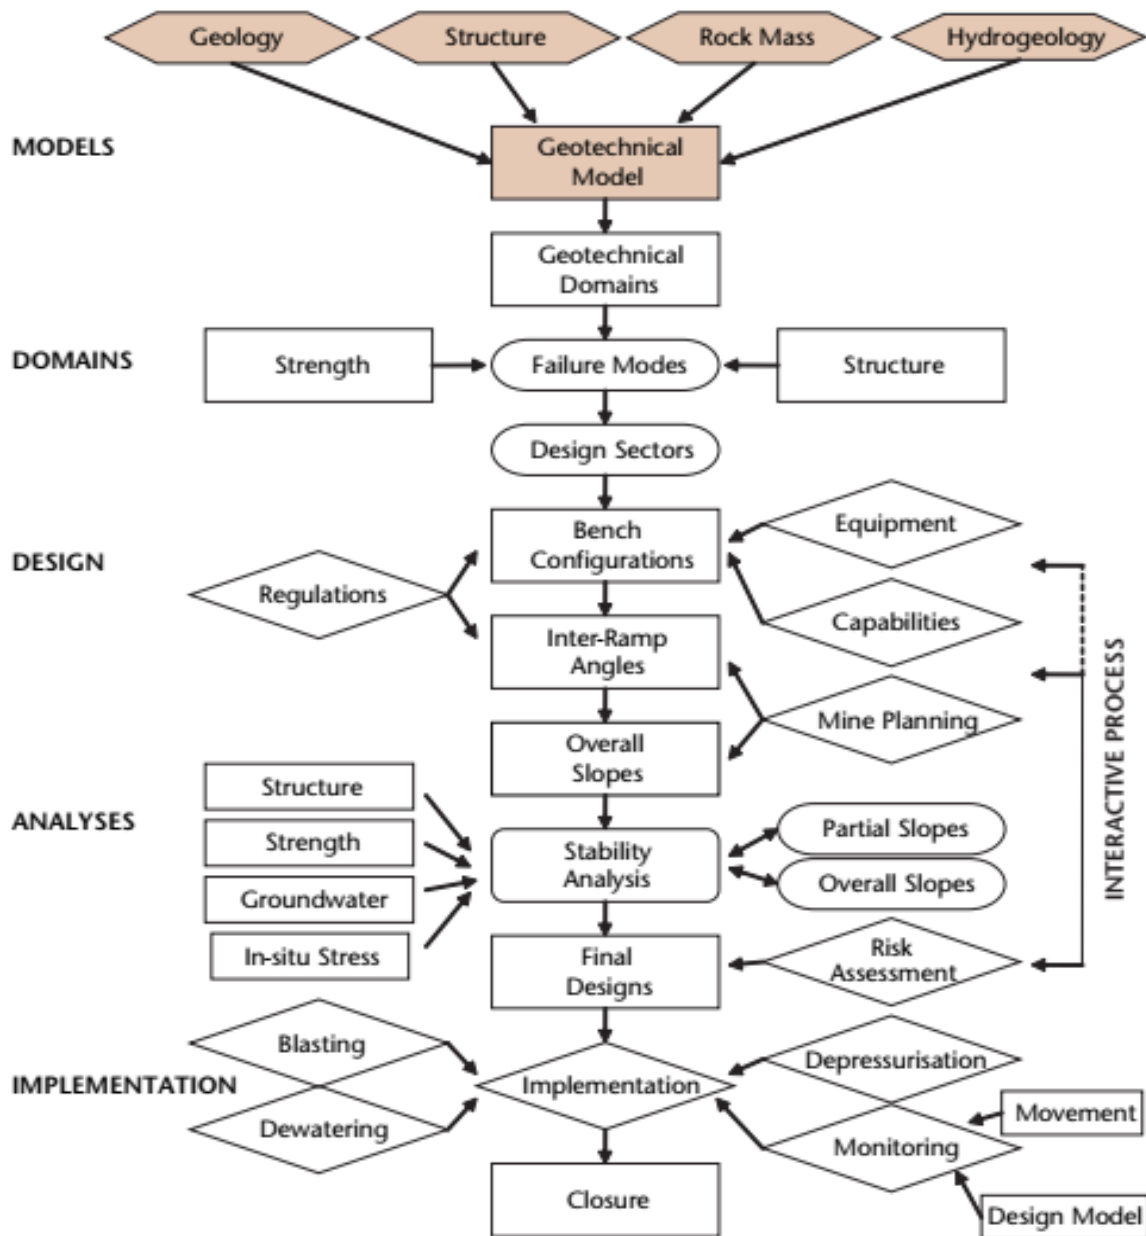 Geology
Structure
Rock Mass
Hydrogeology
MODELS
Geotechnical
Model
Geotechnical
Domains
DOMAINS
Strength
Failure Modes
Structure
Design Sectors
DESIGN
Regulations
Bench
Configurations
Equipment
Capabilities
Inter-Ramp
Angles
Mine Planning
Overall
Slopes
INTERACTIVE PROCESS
ANALYSES
Structure
Strength
Groundwater
In-situ Stress
Stability
Analysis
Partial Slopes
Overall Slopes
Final
Designs
Risk
Assessment
IMPLEMENTATION
Blasting
Dewatering
Implementation
Depressurisation
Monitoring
Movement
Design Model
Closure